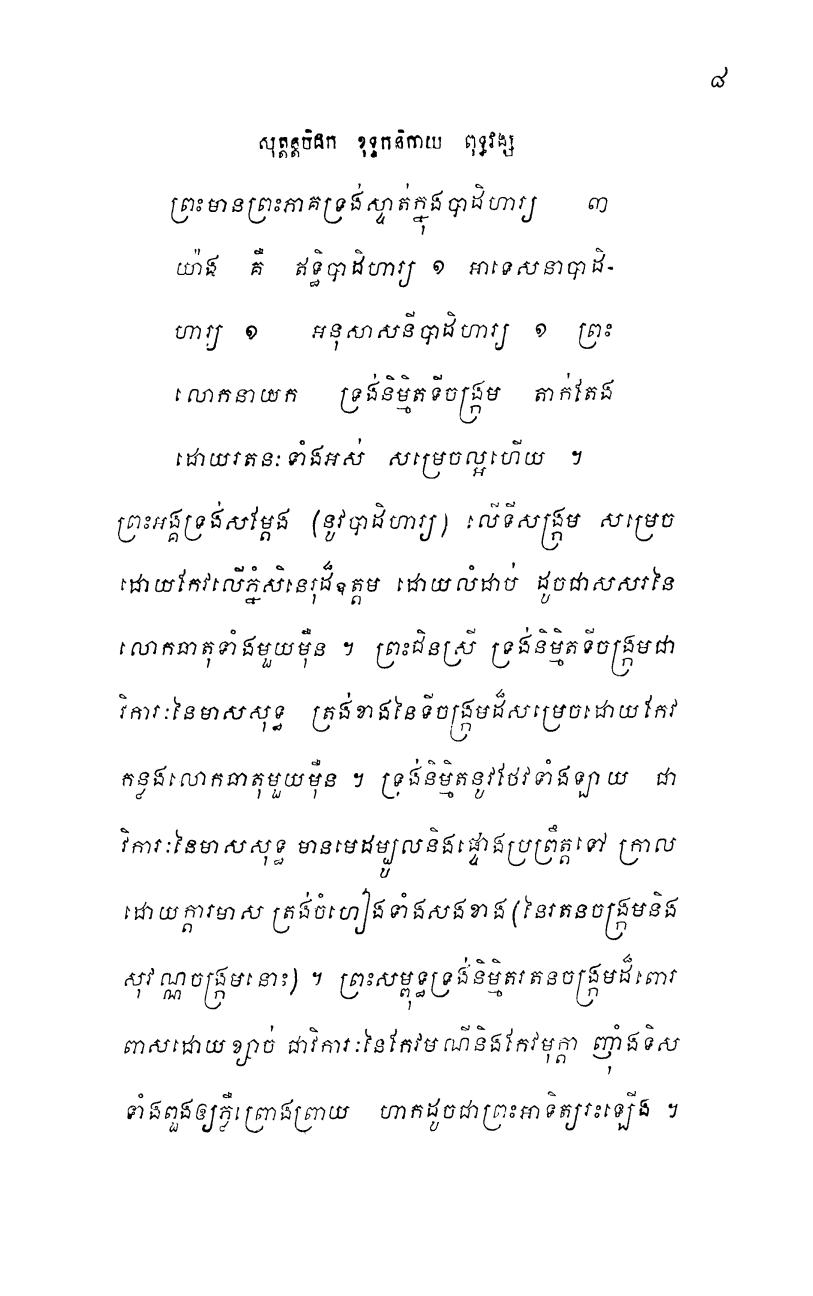 ៨
សុត្តន្តបិដក ខុទ្ទកនិកាយ ពុទ្ធវង្ស
ព្រះមានព្រះភាគទ្រង់ស្ទាត់ក្នុងបាដិហារ្យ ៣
យ៉ាង គឺ ឥទ្ធិបាដិហារ្យ ១ អាទេសនាបាដិ-
ហារ្យ ១ អនុសាសនីបាដិហារ្យ ១ ព្រះ
លោកនាយក ទ្រង់និម្មិតទីចង្ក្រម តាក់តែង
ដោយរតនៈទាំងអស់ សម្រេចល្អហើយ ។
ព្រះអង្គទ្រង់សម្ដែង (នូវបាដិហារ្យ) លើទីសង្ក្រម សម្រេច
ដោយកែវលើភ្នំសិនេរុដ៏ឧត្តម ដោយលំដាប់ ដូចជាសសរនៃ
លោកធាតុទាំងមួយម៉ឺន ។ ព្រះជិនស្រី ទ្រង់និម្មិតទីចង្ក្រមជា
វិការៈនៃមាសសុទ្ធ ត្រង់ខាងនៃទីចង្ក្រមដ៏សម្រេចដោយកែវ
កន្លងលោកធាតុមួយម៉ឺន ។ ទ្រង់និម្មិតនូវថែវទាំងឡាយ ជា
វិការៈនៃមាសសុទ្ធ មានមេដម្បូលនិងផ្ទោងប្រព្រឹត្តទៅ ក្រាល
ដោយក្ដារមាស ត្រង់ចំហៀងទាំងសងខាង (នៃរតនចង្ក្រមនិង
សុវណ្ណចង្ក្រមនោះ) ។ ព្រះសម្ពុទ្ធទ្រង់និម្មិតរតនចង្ក្រមដ៏ពោរ
ពាសដោយខ្សាច់ ជាវិការៈនៃកែវមណីនិងកែវមុក្ដា ញ៉ាំងទិស
ទាំងពួងឲ្យភ្លឺព្រោងព្រាយ ហាកដូចជាព្រះអាទិត្យរះឡើង ។